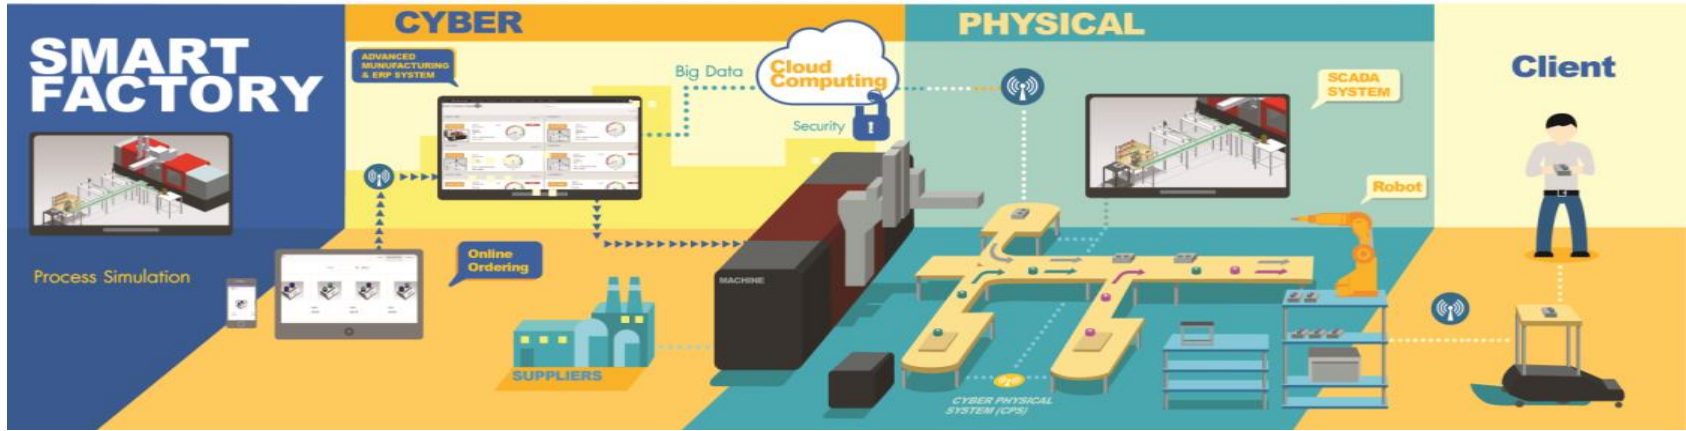 SMART
FACTORY
Process Simulation
CYBER
ADVANCED
MUNUFACTURING
& ERP SYSTEM
Online
Ordering
SUPPLIERS
Big Data
Cloud
Computing
Security
MACHINE
PHYSICAL
SCADA
SYSTEM
Robot
CYBER PHYSICAL
SYSTEM (CPS)
Client